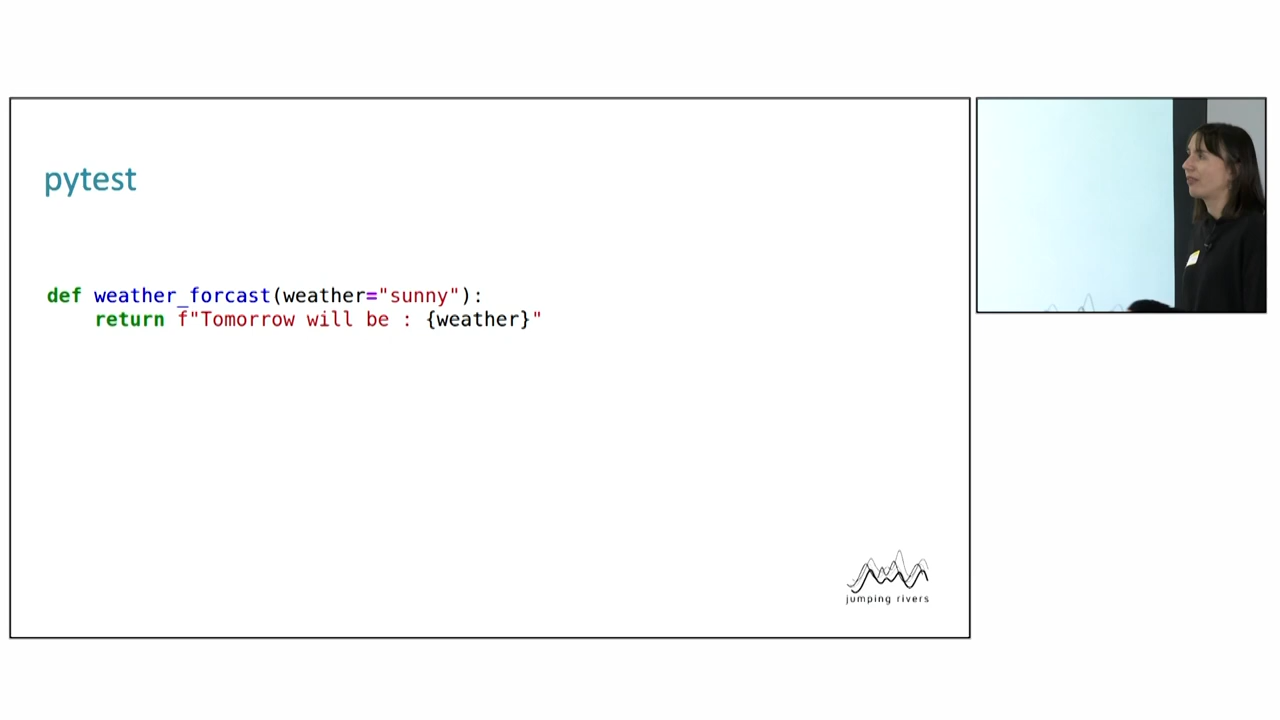 pytest
def weather_forcast(weather="sunny"):
    return f"Tomorrow will be : {weather}"
jumping rivers